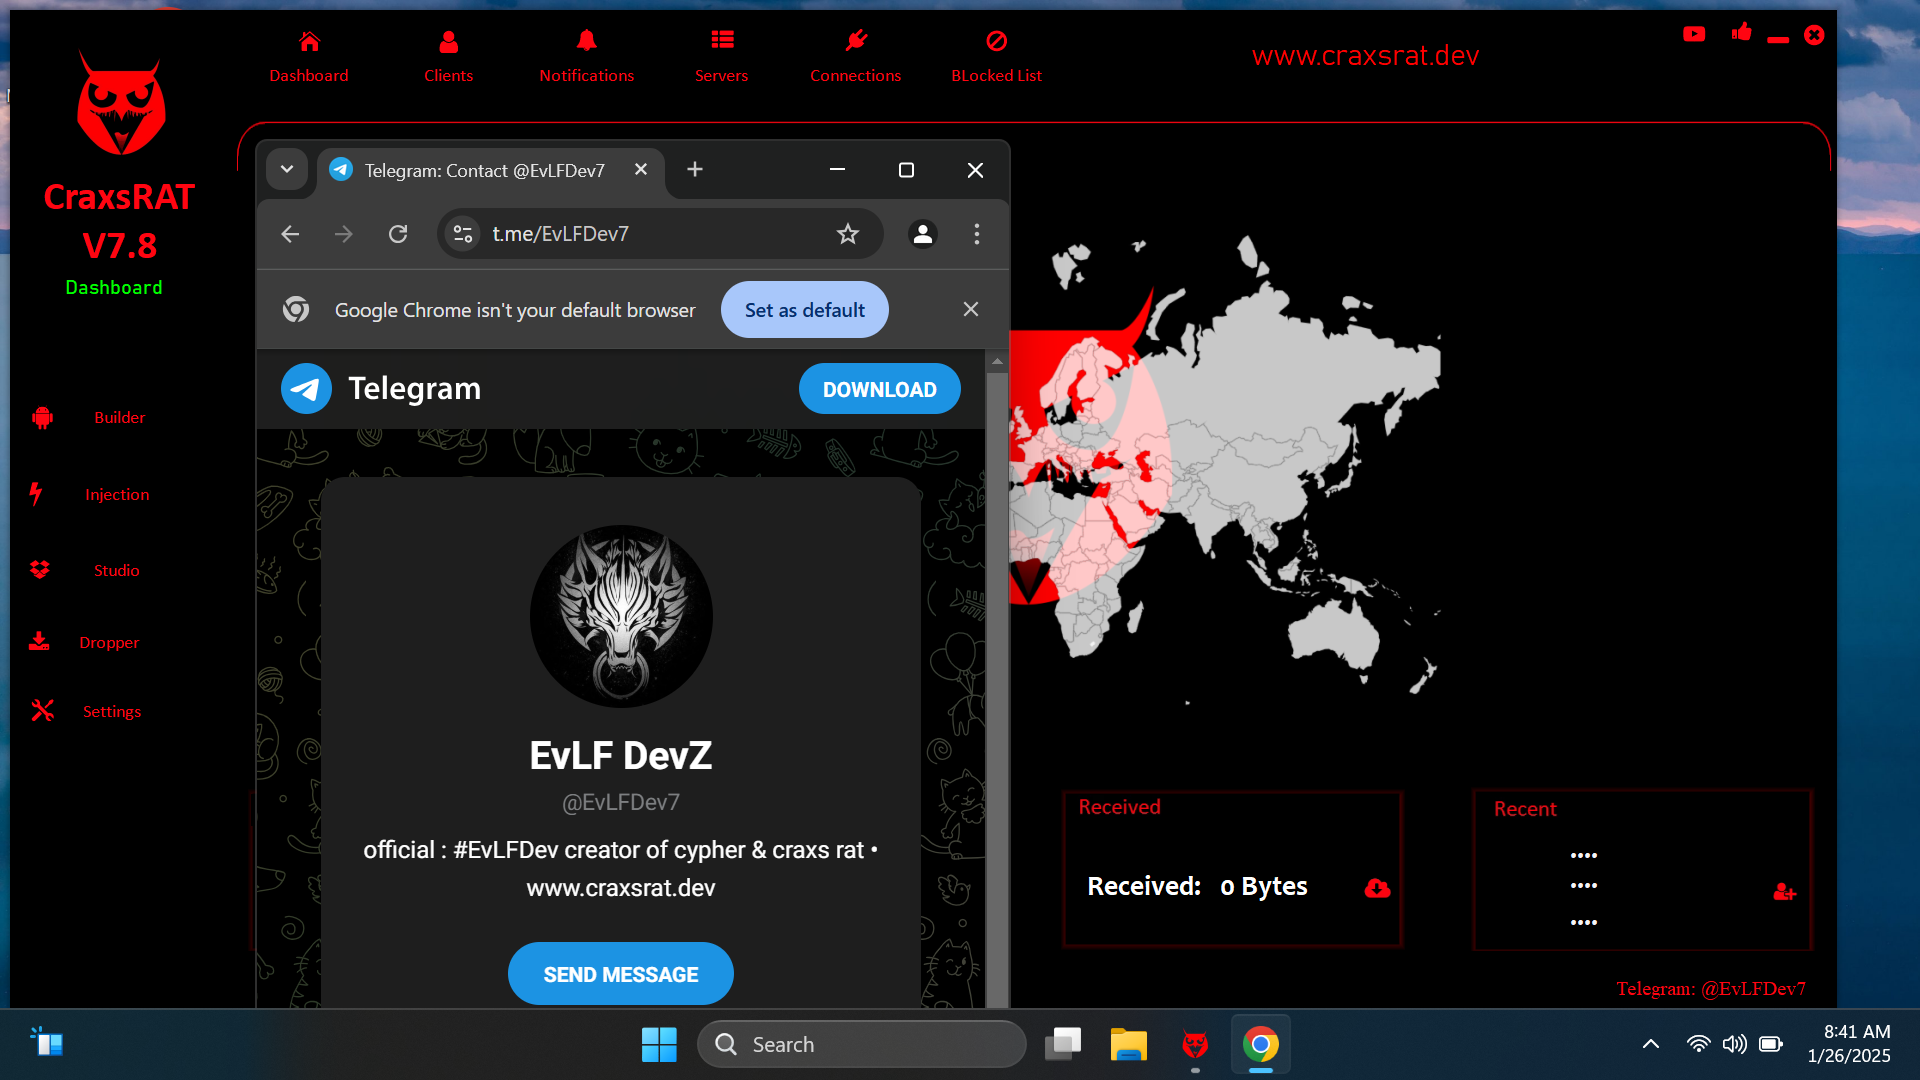 Dashboard
Clients
Notifications
Servers
Connections
BLocked List
www.craxsrat.dev
CraxsRAT
V7.8
Dashboard
Builder
Injection
Studio
Dropper
Settings
Telegram: Contact @EvLFDev7
t.me/EvLFDev7
Google Chrome isn't your default browser
Set as default
Telegram
DOWNLOAD
EvLF DevZ
@EvLFDev7
official : #EvLFDev creator of cypher & craxs rat •
www.craxsrat.dev
SEND MESSAGE
Received
Received: 0 Bytes
Recent
....
....
....
Telegram: @EvLFDev7
Search
8:41 AM
1/26/2025